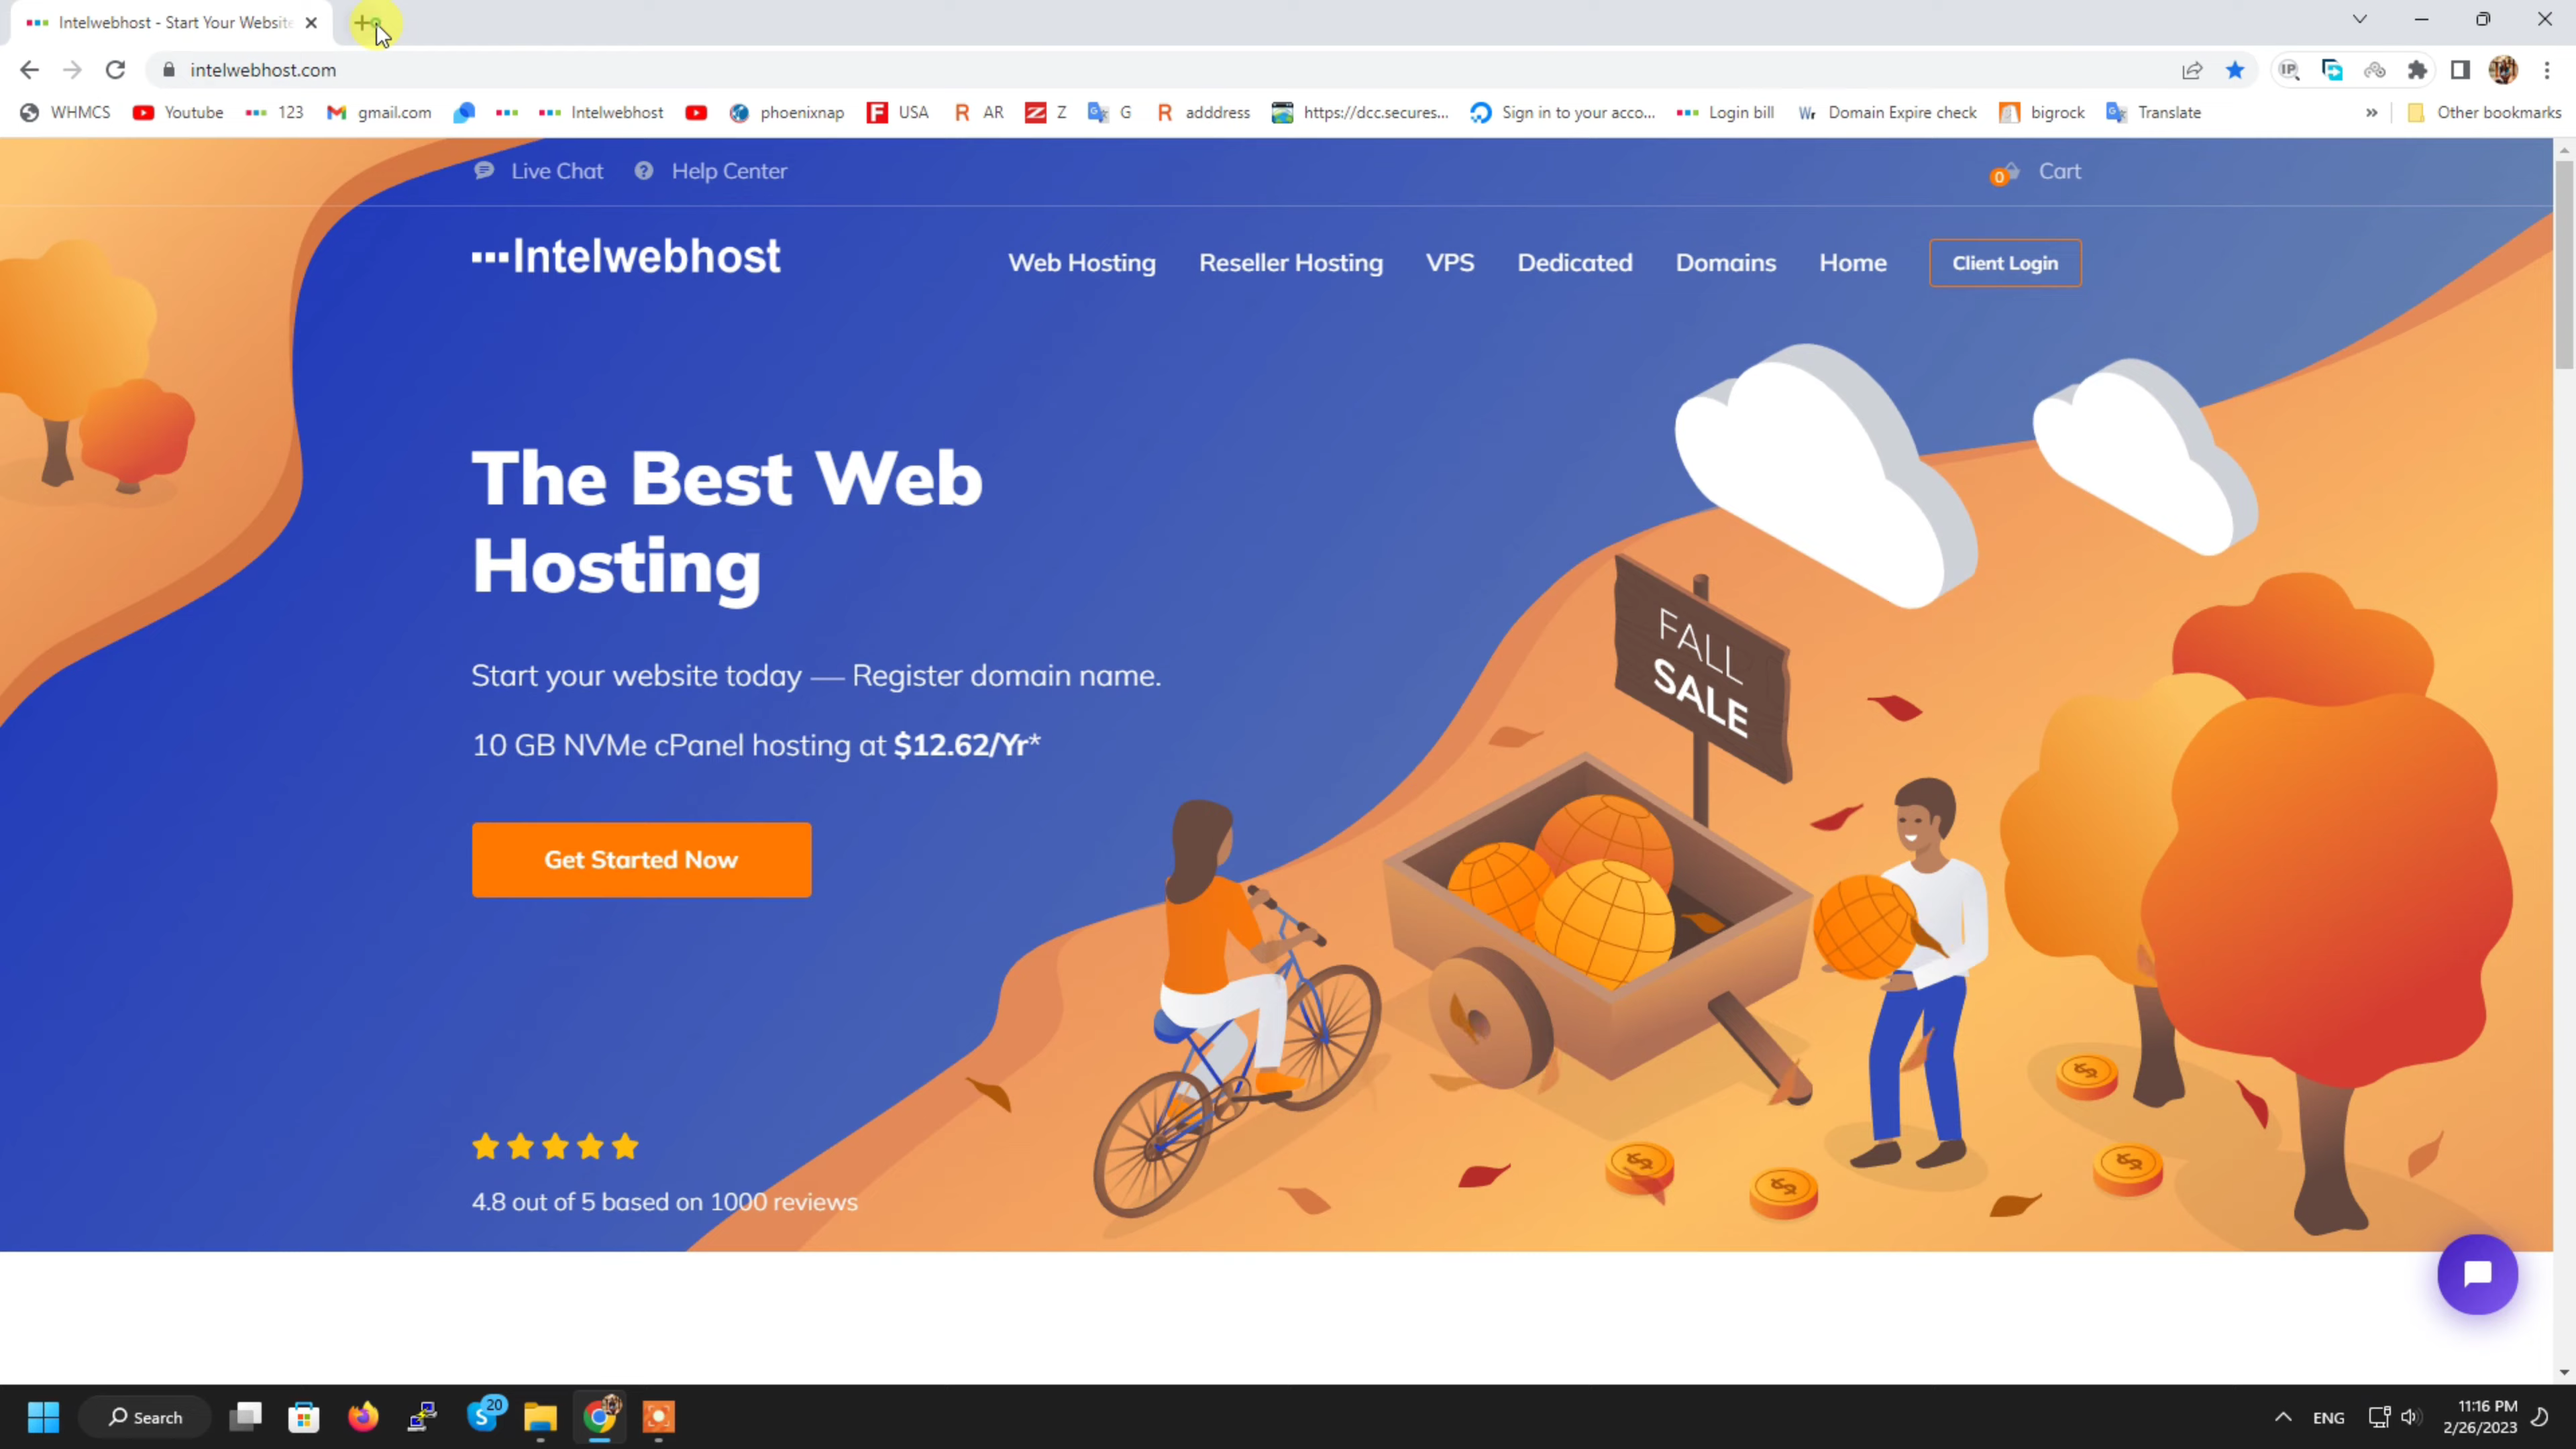 Intelwebhost - Start Your Website
intelwebhost.com
WHMCS Youtube 123 gmail.com Intelwebhost phoenixnap USA AR Z G adddress https://dcc.secures... Sign in to your acco... Login bill Domain Expire check bigrock Translate » Other bookmarks
Live Chat Help Center 0 Cart
Intelwebhost
Web Hosting Reseller Hosting VPS Dedicated Domains Home Client Login
The Best Web
Hosting
Start your website today — Register domain name.
10 GB NVMe cPanel hosting at $12.62/Yr*
Get Started Now
FALL
SALE
4.8 out of 5 based on 1000 reviews
Search 20 ENG 11:16 PM
2/26/2023